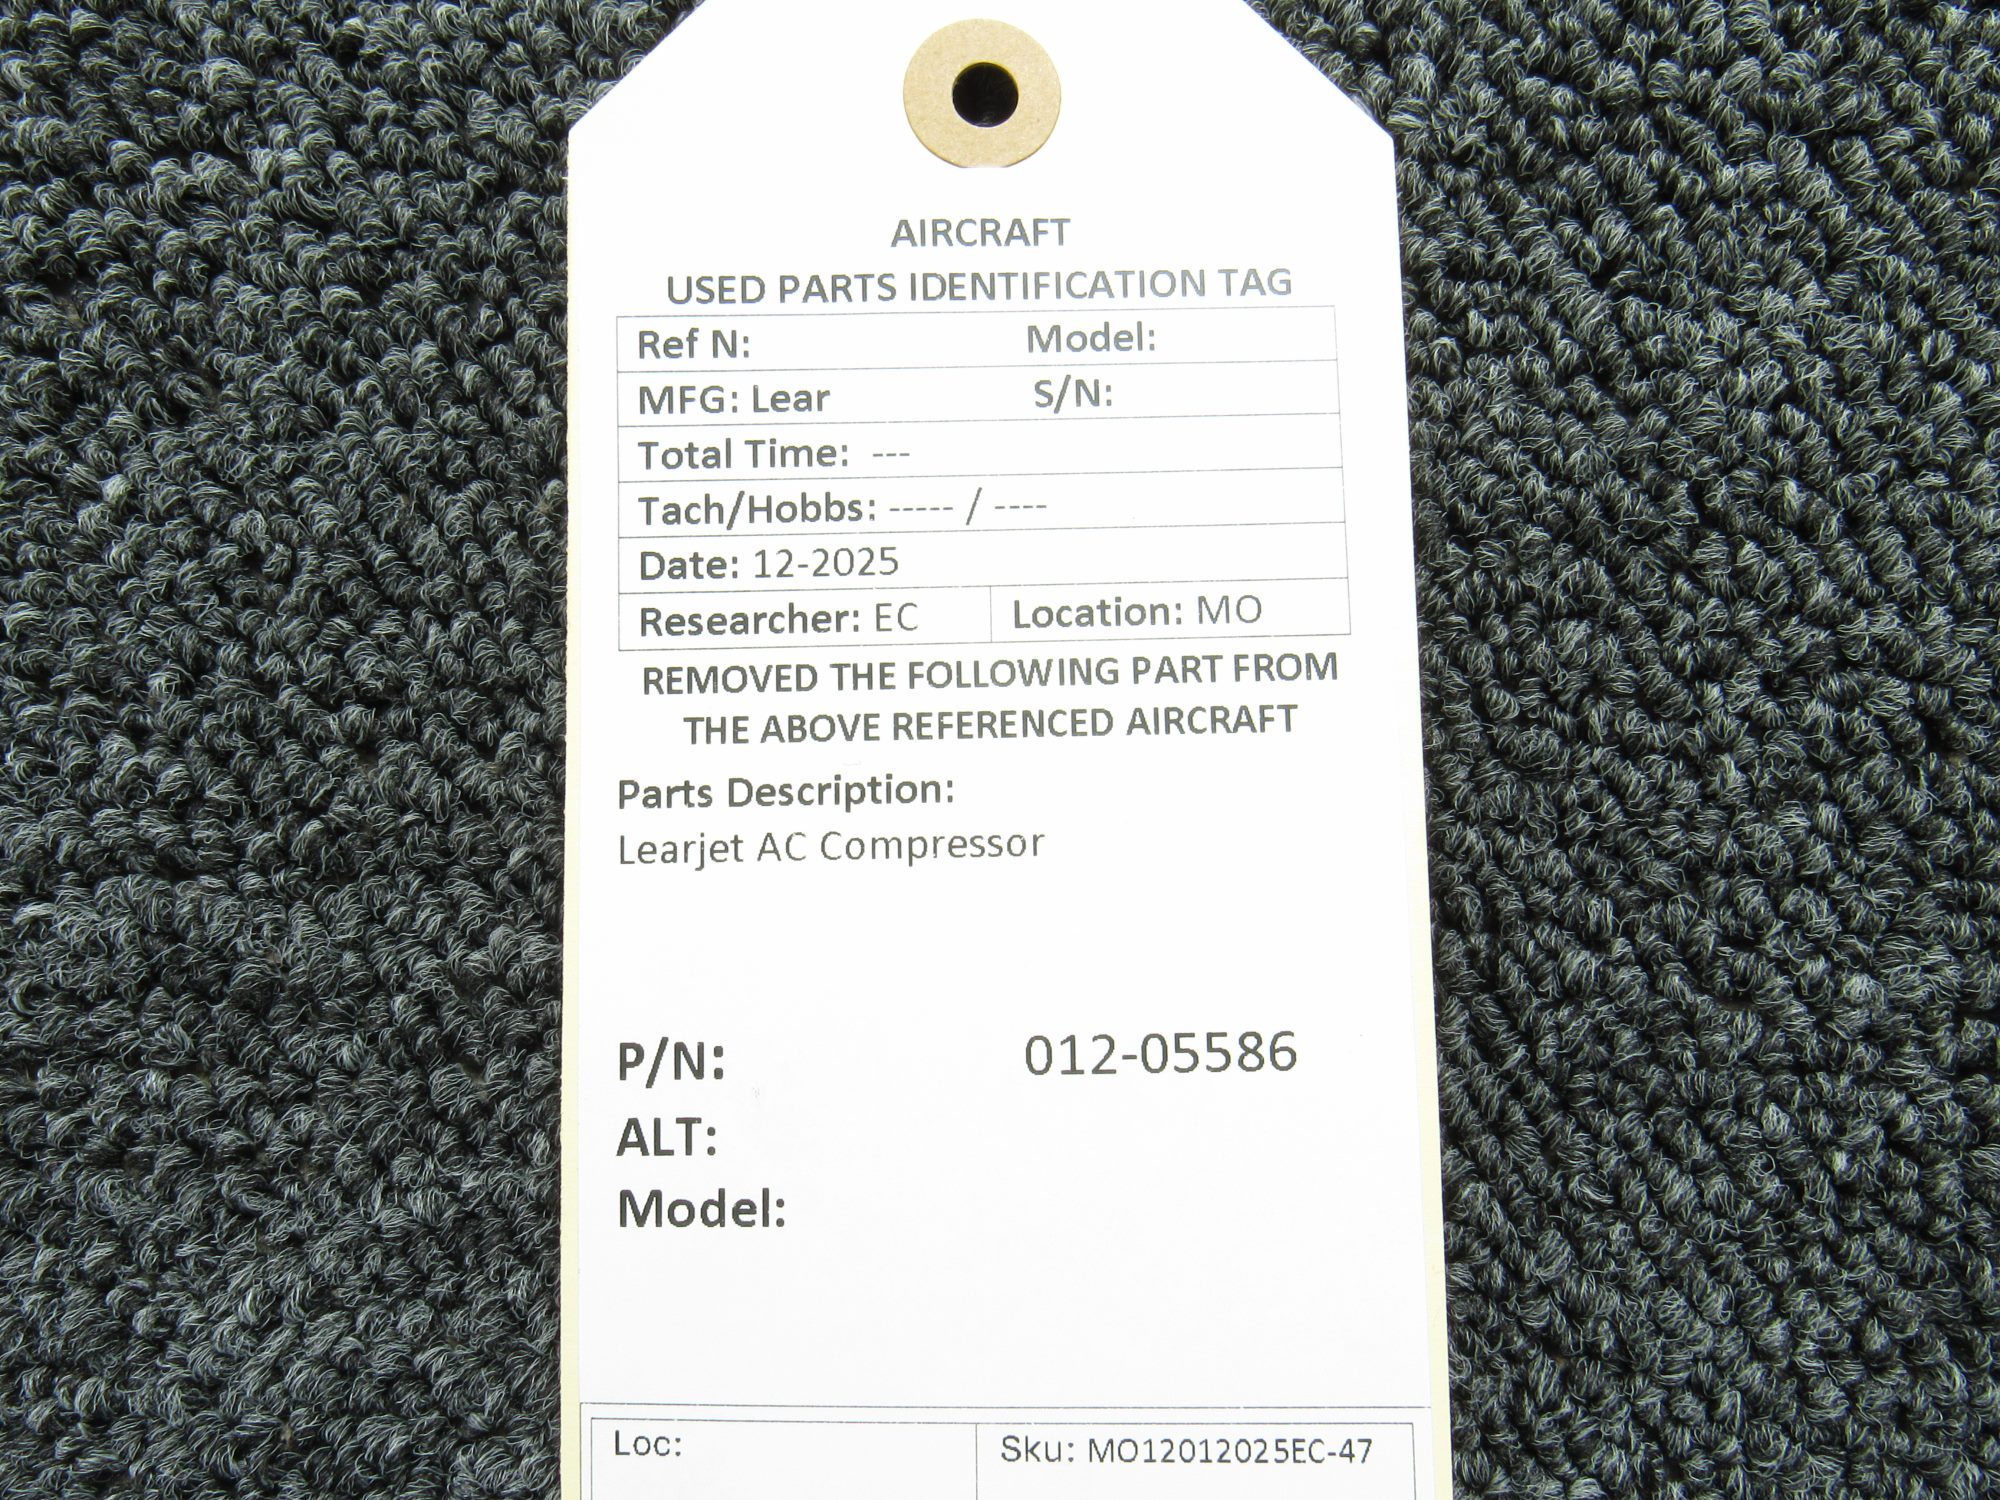 AIRCRAFT
USED PARTS IDENTIFICATION TAG
Ref N: Model:
MFG: Lear S/N:
Total Time: ---
Tach/Hobbs: ----- / ----
Date: 12-2025
Researcher: EC Location: MO
REMOVED THE FOLLOWING PART FROM
THE ABOVE REFERENCED AIRCRAFT
Parts Description:
Learjet AC Compressor
P/N: 012-05586
ALT:
Model:
Loc: Sku: MO12012025EC-47